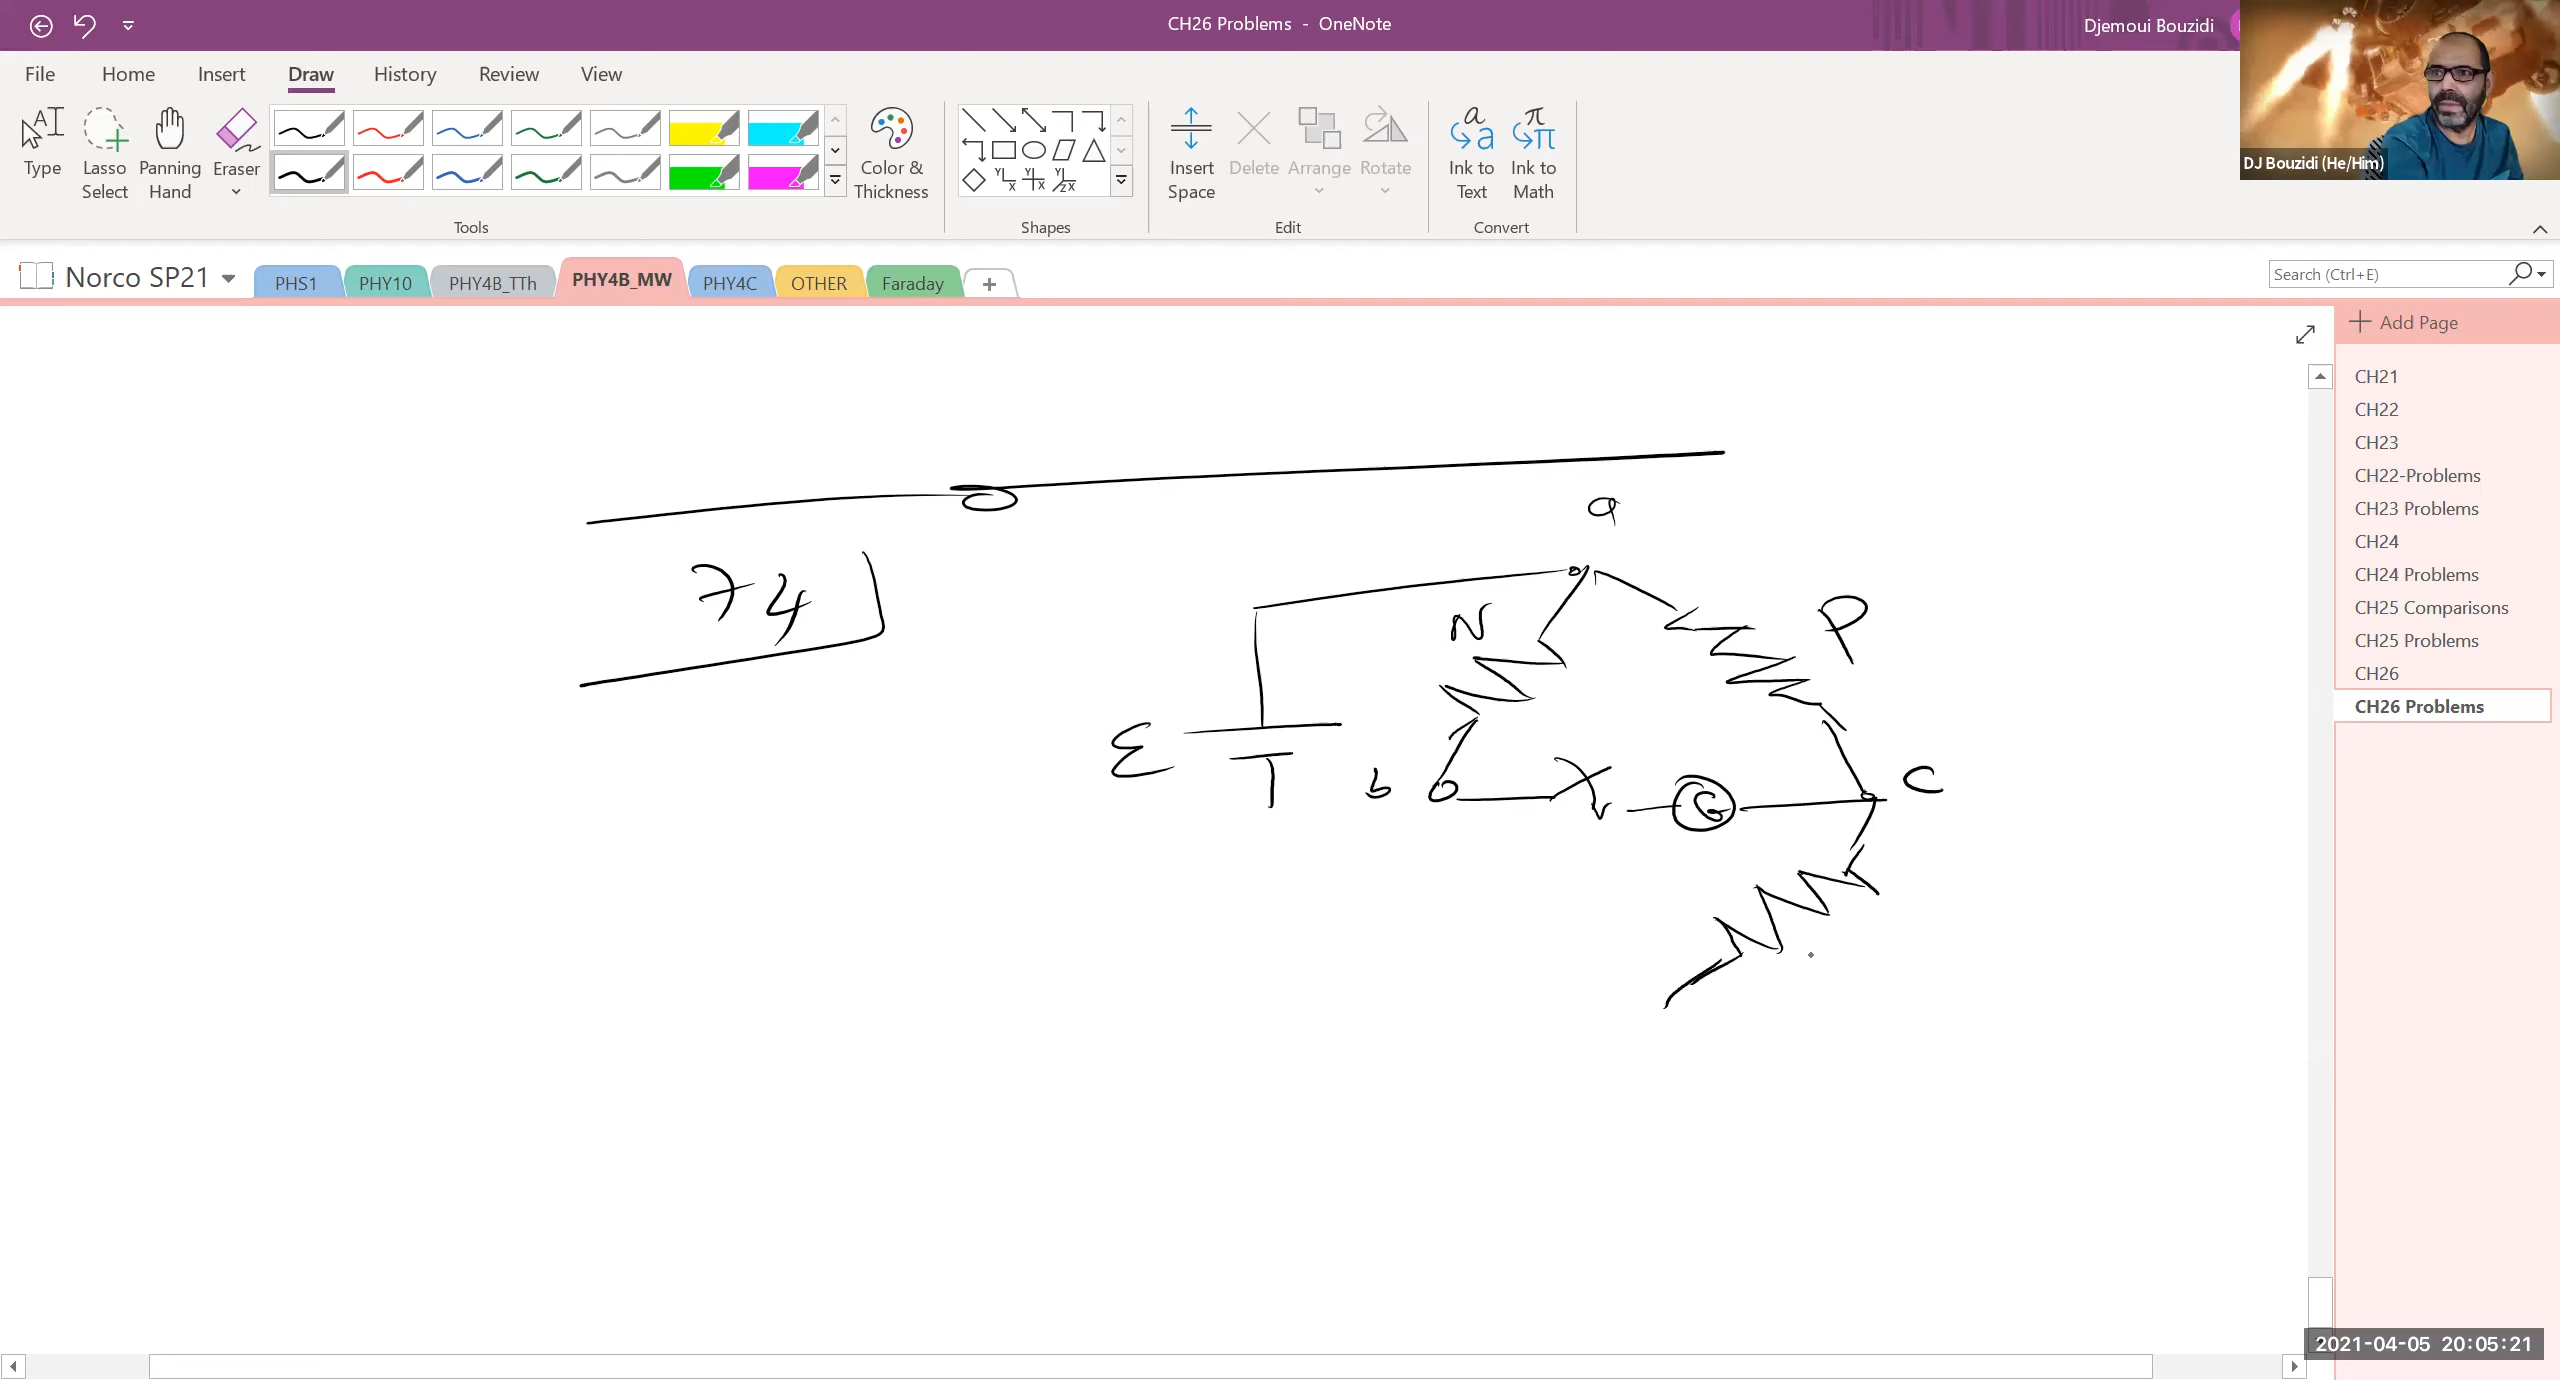 CH26 Problems - OneNote
Djemoui Bouzidi
File Home Insert Draw History Review View
Type
Lasso Select
Panning Hand
Eraser
Color & Thickness
Insert Space
Delete
Arrange
Rotate
Ink to Text
Ink to Math
Tools
Shapes
Edit
Convert
DJ Bouzidi (He/Him)
Norco SP21
PHS1 PHY10 PHY4B_TTh PHY4B_MW PHY4C OTHER Faraday
Search (Ctrl+E)
Add Page
CH21
CH22
CH23
CH22-Problems
CH23 Problems
CH24
CH24 Problems
CH25 Comparisons
CH25 Problems
CH26
CH26 Problems
74
a
N
P
ε
b
G
c
2021-04-05 20:05:21